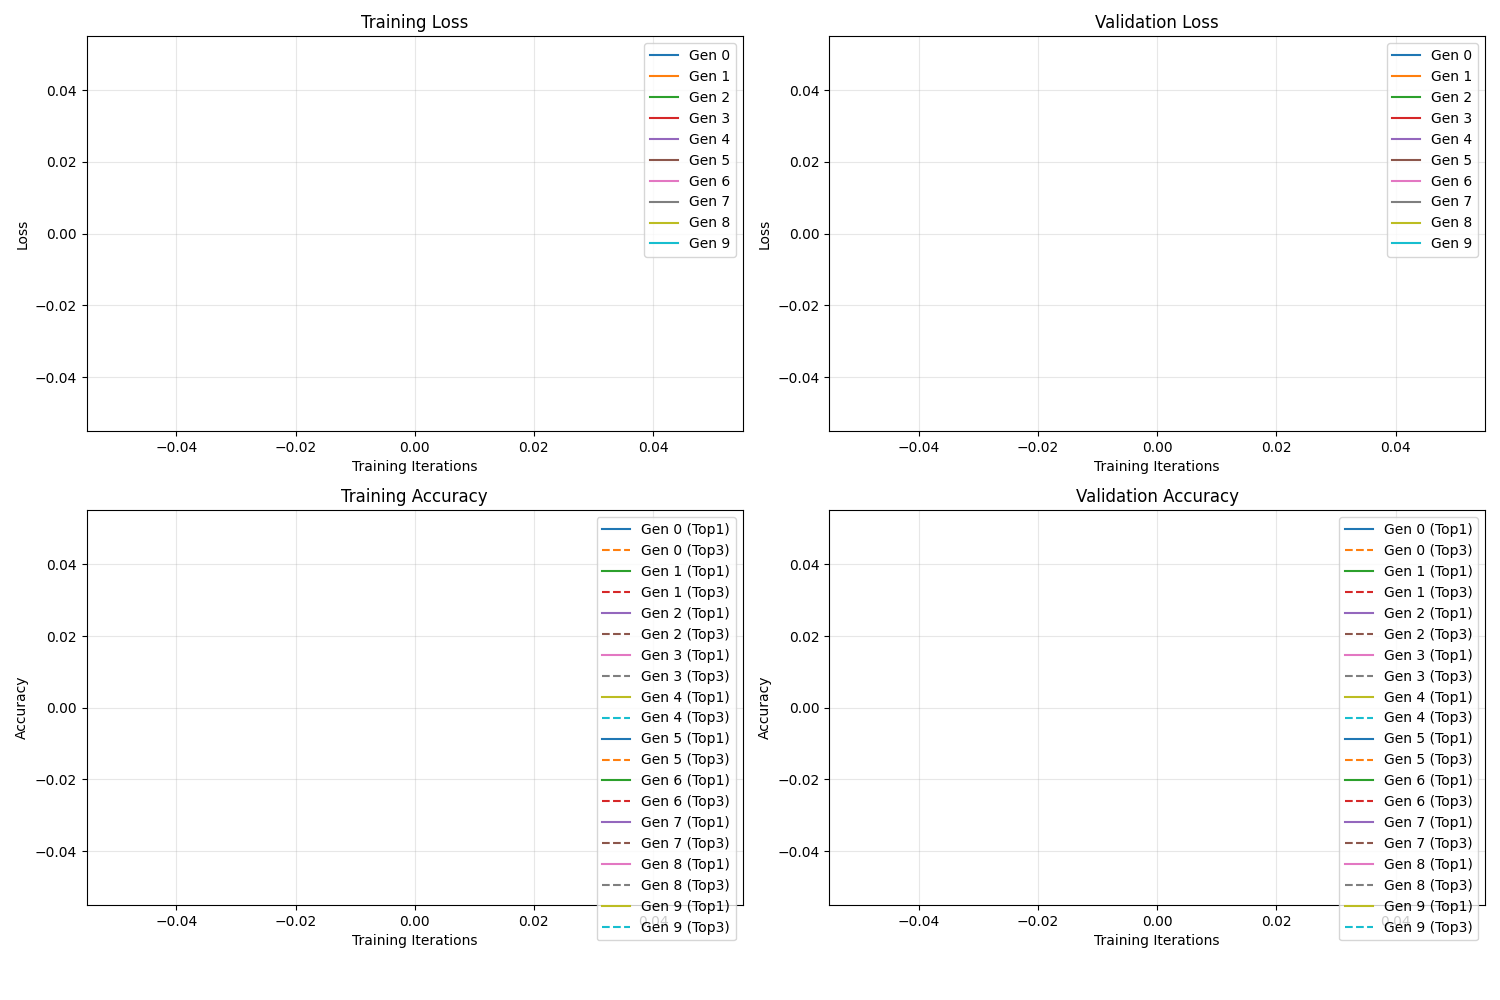 Training Loss
Loss
0.04
0.02
0.00
−0.02
−0.04
−0.04
−0.02
0.00
0.02
0.04
Training Iterations
Gen 0
Gen 1
Gen 2
Gen 3
Gen 4
Gen 5
Gen 6
Gen 7
Gen 8
Gen 9
Validation Loss
Loss
0.04
0.02
0.00
−0.02
−0.04
−0.04
−0.02
0.00
0.02
0.04
Training Iterations
Gen 0
Gen 1
Gen 2
Gen 3
Gen 4
Gen 5
Gen 6
Gen 7
Gen 8
Gen 9
Training Accuracy
Accuracy
0.04
0.02
0.00
−0.02
−0.04
−0.04
−0.02
0.00
0.02
0.04
Training Iterations
Gen 0 (Top1)
Gen 0 (Top3)
Gen 1 (Top1)
Gen 1 (Top3)
Gen 2 (Top1)
Gen 2 (Top3)
Gen 3 (Top1)
Gen 3 (Top3)
Gen 4 (Top1)
Gen 4 (Top3)
Gen 5 (Top1)
Gen 5 (Top3)
Gen 6 (Top1)
Gen 6 (Top3)
Gen 7 (Top1)
Gen 7 (Top3)
Gen 8 (Top1)
Gen 8 (Top3)
Gen 9 (Top1)
Gen 9 (Top3)
Validation Accuracy
Accuracy
0.04
0.02
0.00
−0.02
−0.04
−0.04
−0.02
0.00
0.02
0.04
Training Iterations
Gen 0 (Top1)
Gen 0 (Top3)
Gen 1 (Top1)
Gen 1 (Top3)
Gen 2 (Top1)
Gen 2 (Top3)
Gen 3 (Top1)
Gen 3 (Top3)
Gen 4 (Top1)
Gen 4 (Top3)
Gen 5 (Top1)
Gen 5 (Top3)
Gen 6 (Top1)
Gen 6 (Top3)
Gen 7 (Top1)
Gen 7 (Top3)
Gen 8 (Top1)
Gen 8 (Top3)
Gen 9 (Top1)
Gen 9 (Top3)